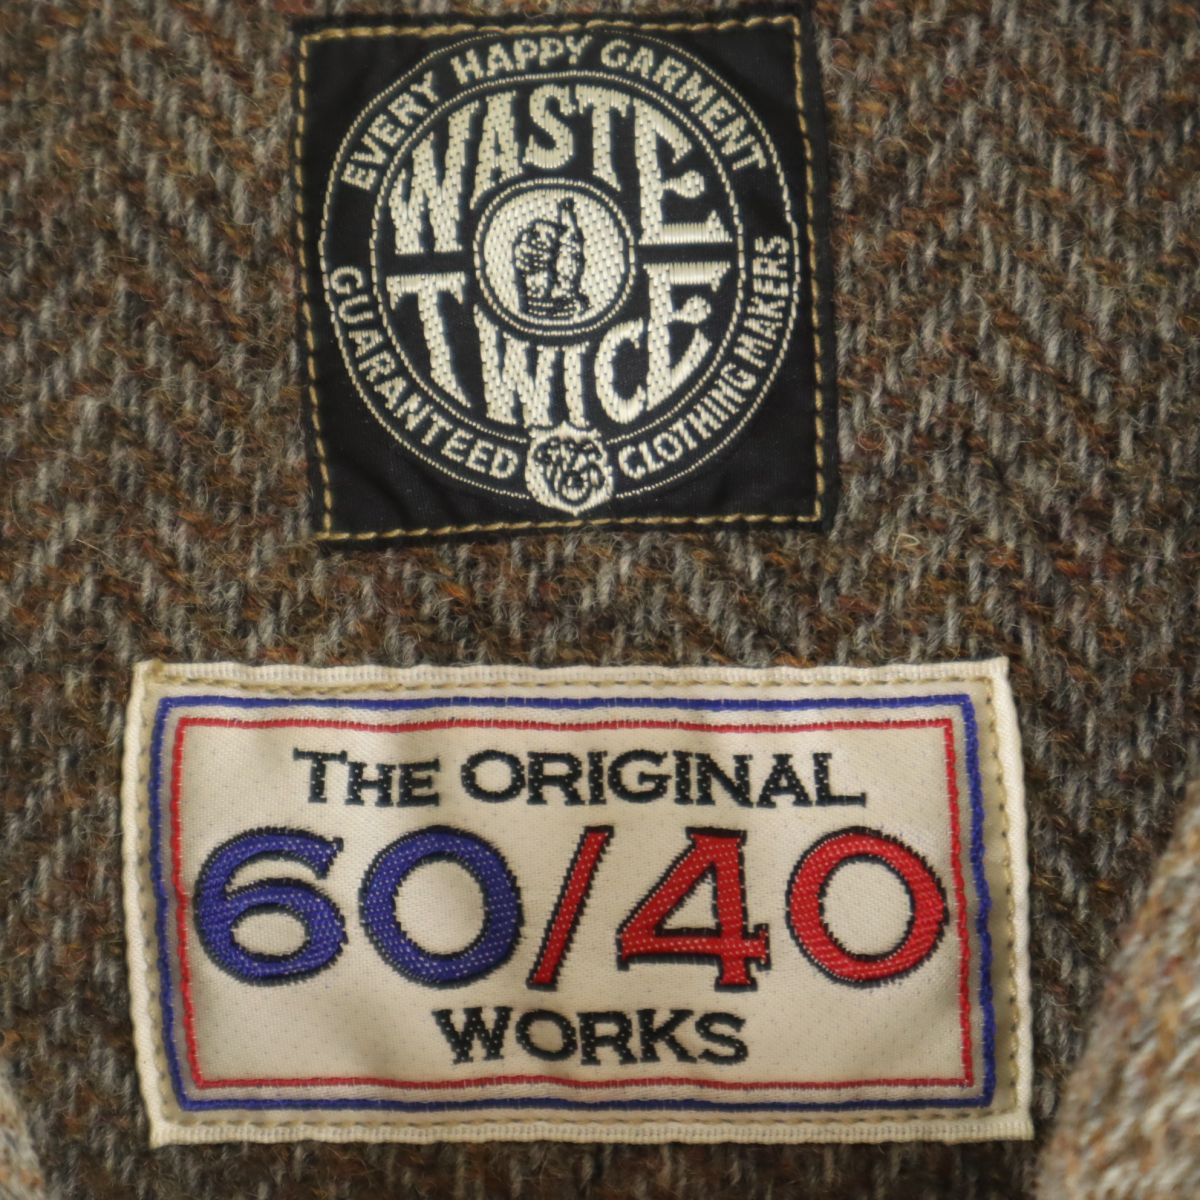 EVERY HAPPY GARMENT
WASTE
TWICE
GUARANTEED
CLOTHING MAKERS
THE ORIGINAL
60/40
WORKS